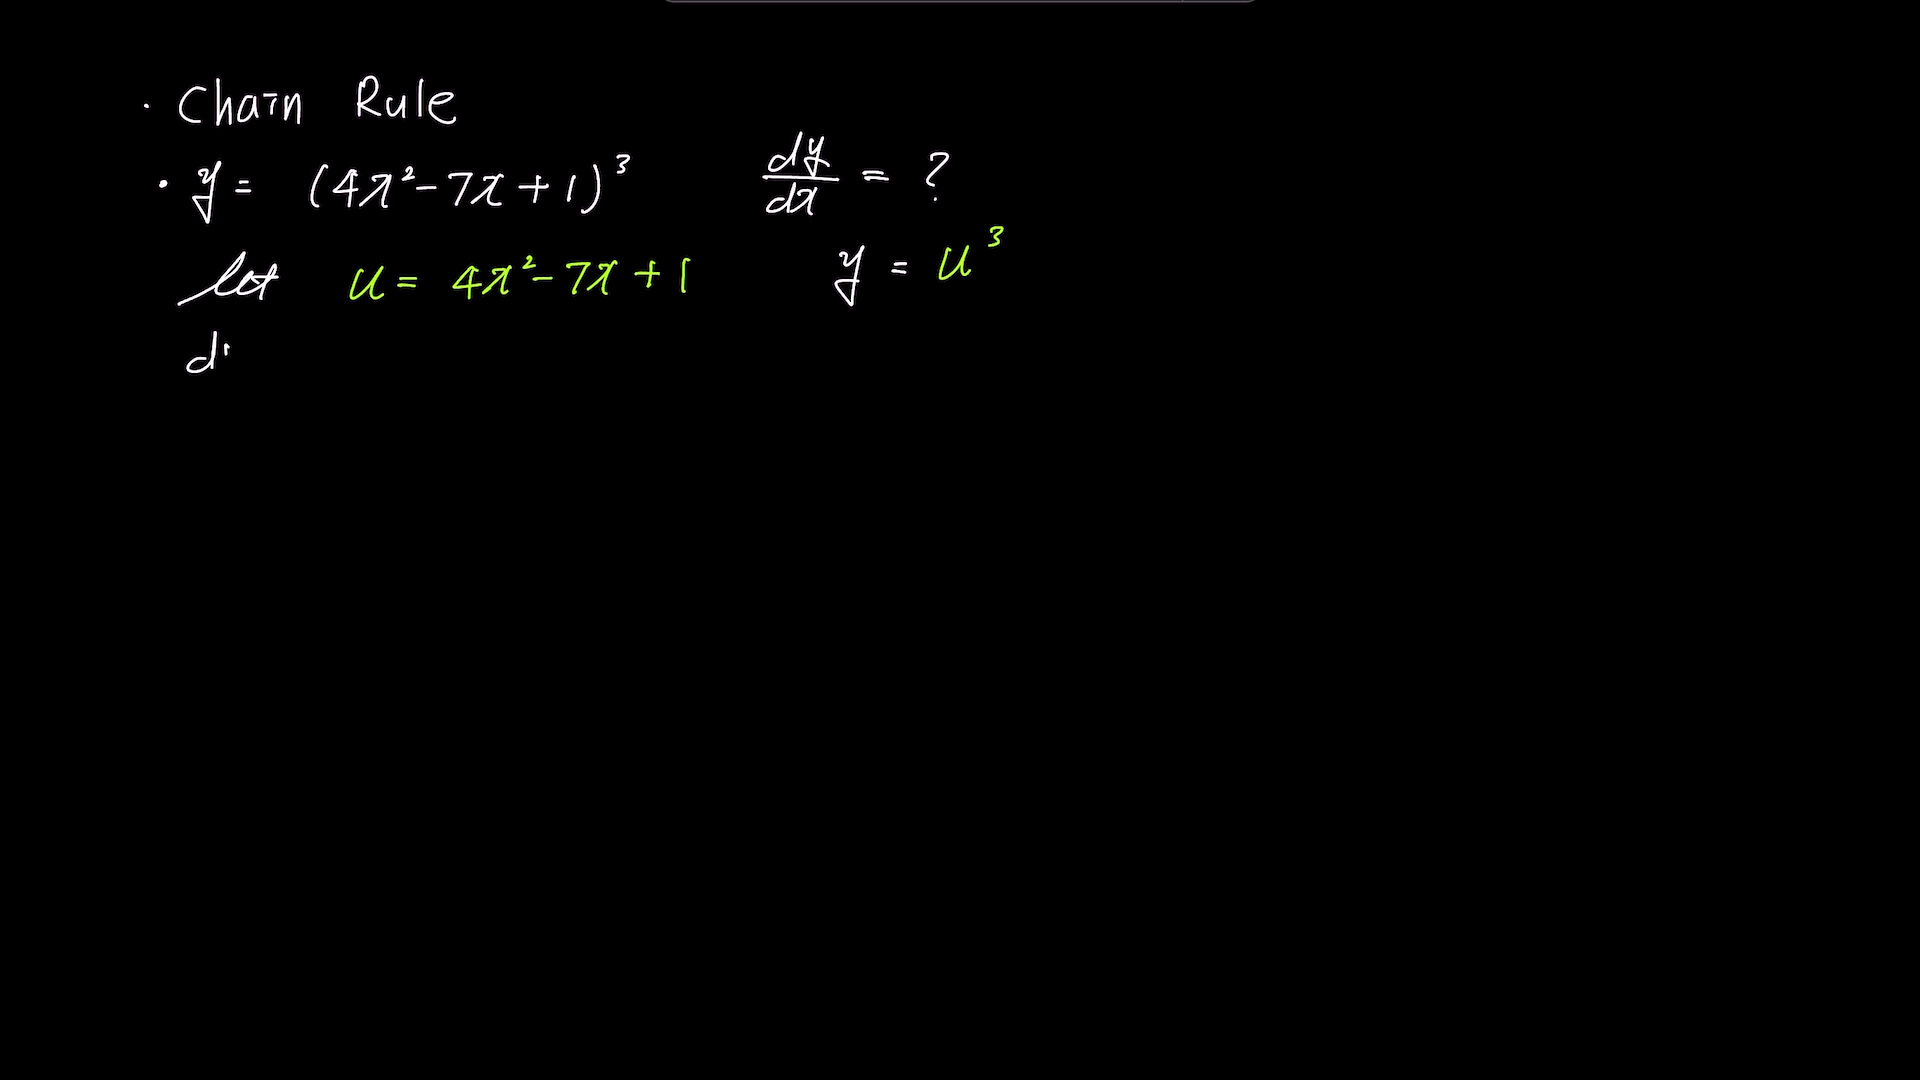 · Chain Rule
· y = (4x²-7x+1)³ dy/dx = ?
let u = 4x²-7x+1 y = u³
d